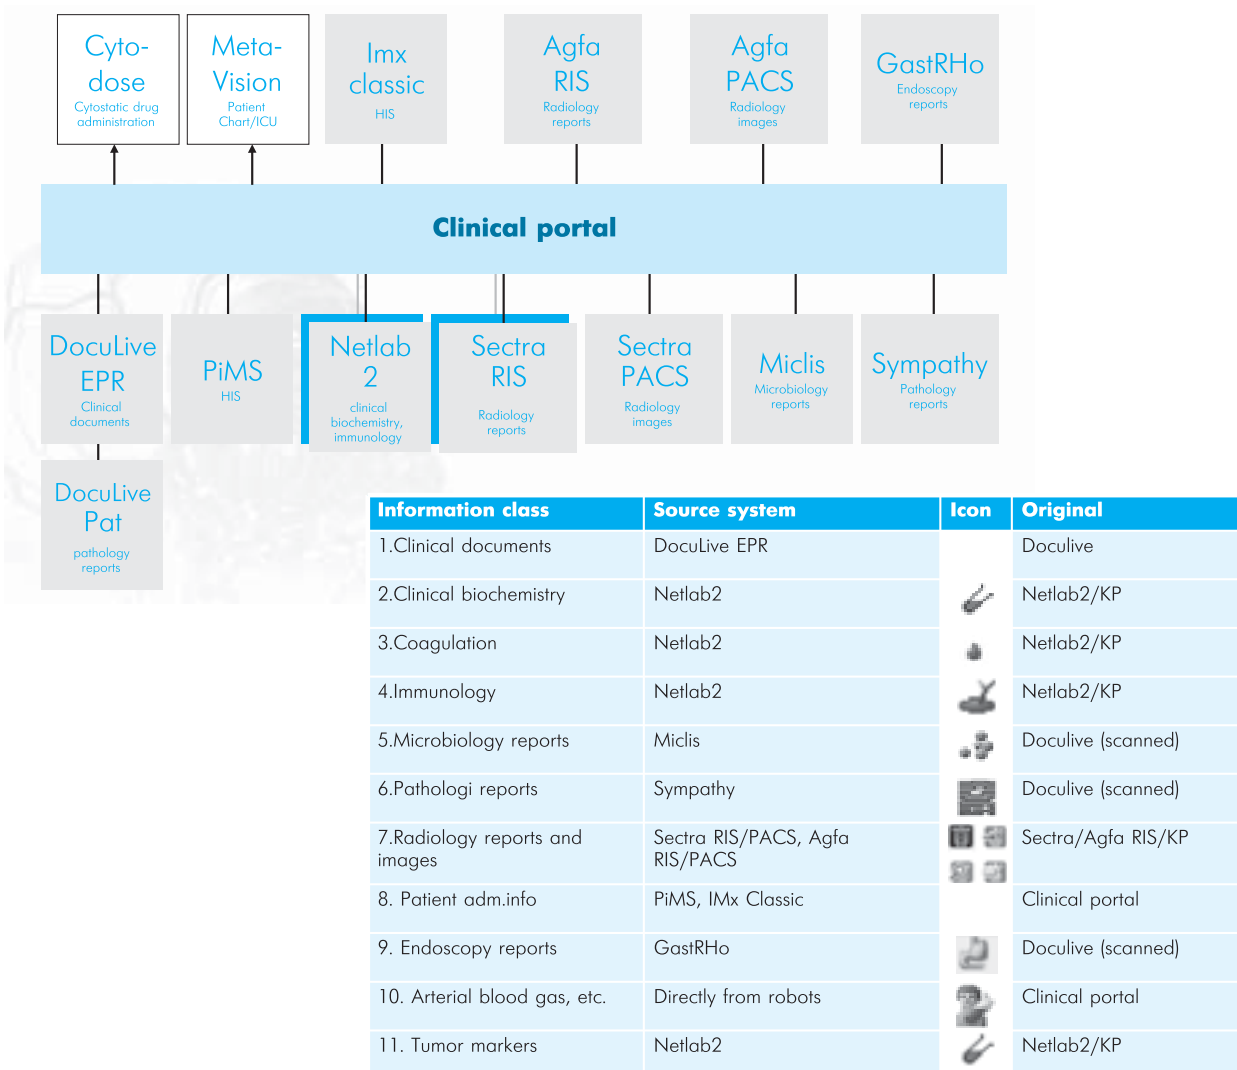 Cyto-
dose
Cytostatic drug
administration
Meta-
Vision
Patient
Chart/ICU
Imx
classic
HIS
Agfa
RIS
Radiology
reports
Agfa
PACS
Radiology
images
GastRHo
Endoscopy
reports
Clinical portal
DocuLive
EPR
Clinical
documents
PiMS
HIS
Netlab
2
clinical
biochemistry,
immunology
Sectra
RIS
Radiology
reports
Sectra
PACS
Radiology
images
Miclis
Microbiology
reports
Sympathy
Pathology
reports
DocuLive
Pat
pathology
reports
Information class Source system Icon Original
1.Clinical documents DocuLive EPR Doculive
2.Clinical biochemistry Netlab2 Netlab2/KP
3.Coagulation Netlab2 Netlab2/KP
4.Immunology Netlab2 Netlab2/KP
5.Microbiology reports Miclis Doculive (scanned)
6.Pathologi reports Sympathy Doculive (scanned)
7.Radiology reports and Sectra RIS/PACS, Agfa Sectra/Agfa RIS/KP
images RIS/PACS
8. Patient adm.info PiMS, IMx Classic Clinical portal
9. Endoscopy reports GastRHo Doculive (scanned)
10. Arterial blood gas, etc. Directly from robots Clinical portal
11. Tumor markers Netlab2 Netlab2/KP